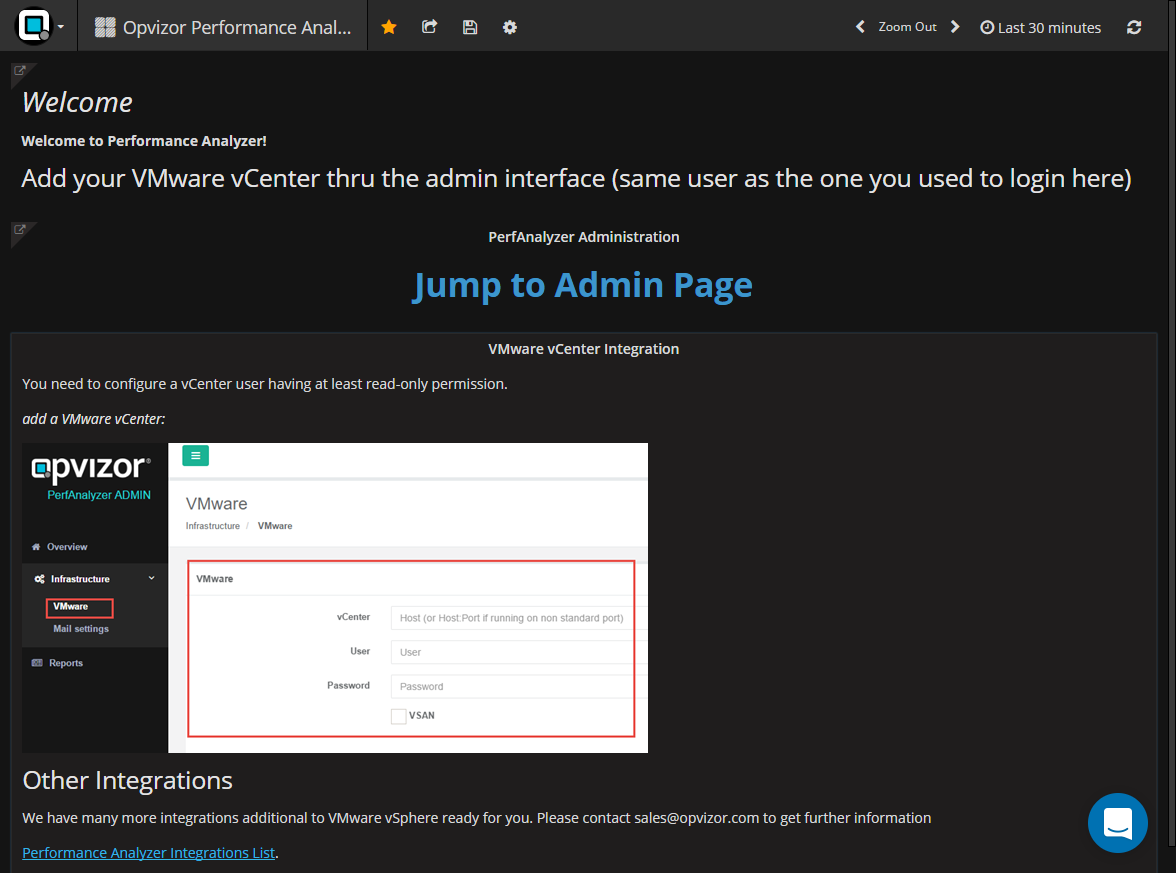 Opvizor Performance Anal...
Zoom Out
Last 30 minutes
Welcome
Welcome to Performance Analyzer!
Add your VMware vCenter thru the admin interface (same user as the one you used to login here)
PerfAnalyzer Administration
Jump to Admin Page
VMware vCenter Integration
You need to configure a vCenter user having at least read-only permission.
add a VMware vCenter:
opvizor®
PerfAnalyzer ADMIN
Overview
Infrastructure
VMware
Mail settings
Reports
VMware
Infrastructure / VMware
VMware
vCenter Host (or Host:Port if running on non standard port)
User User
Password Password
VSAN
Other Integrations
We have many more integrations additional to VMware vSphere ready for you. Please contact sales@opvizor.com to get further information
Performance Analyzer Integrations List.